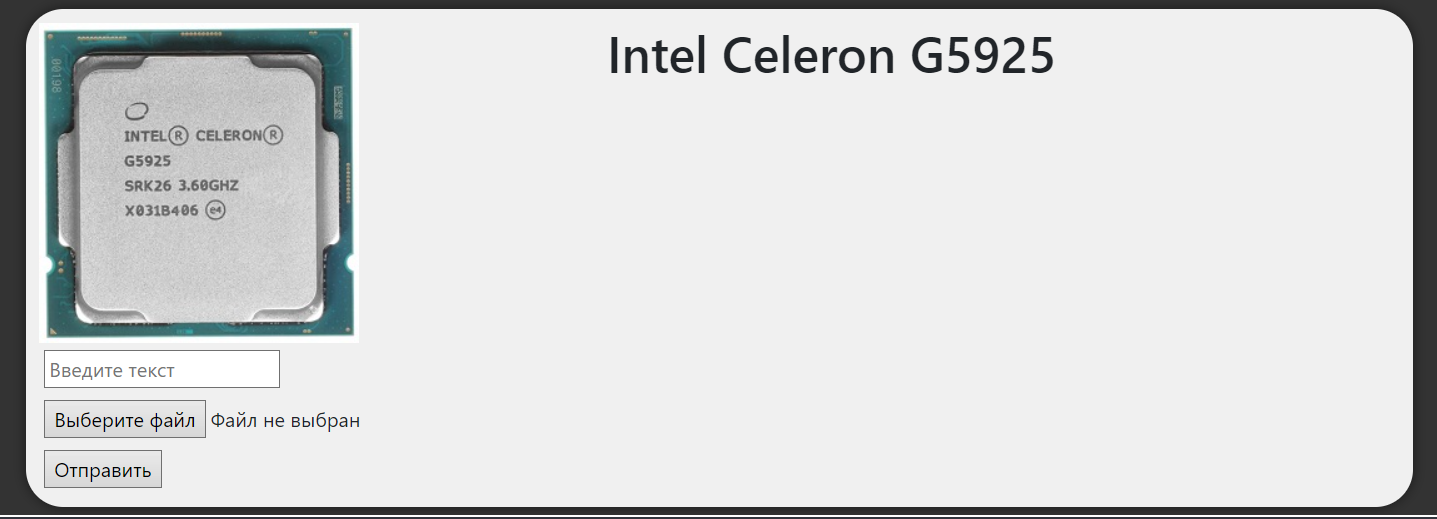 Intel Celeron G5925
00198
INTEL® CELERON®
G5925
SRK26 3.60GHZ
X031B406 e4
Введите текст
Выберите файл Файл не выбран
Отправить